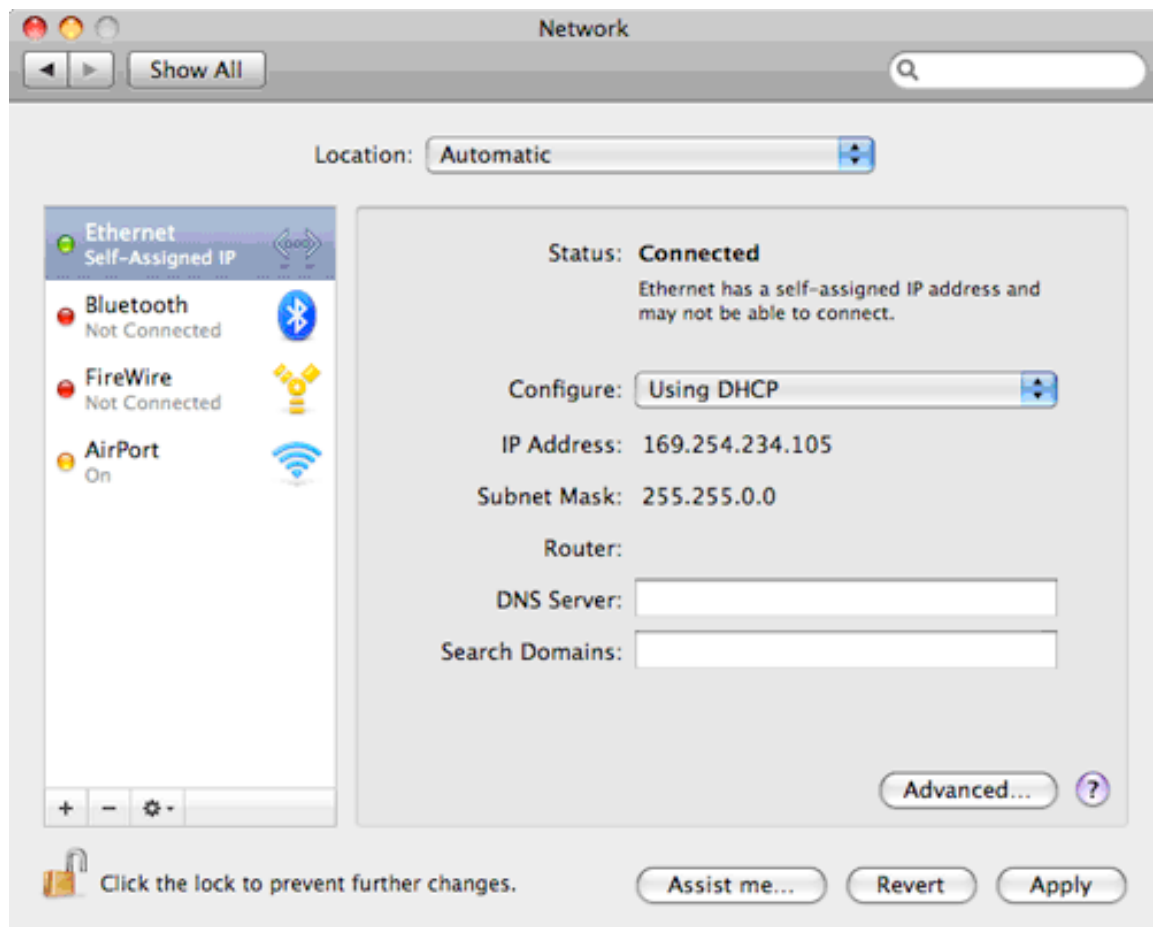 Network
Show All
Location: Automatic
Ethernet
Self-Assigned IP
Bluetooth
Not Connected
FireWire
Not Connected
AirPort
On
Status: Connected
Ethernet has a self-assigned IP address and
may not be able to connect.
Configure: Using DHCP
IP Address: 169.254.234.105
Subnet Mask: 255.255.0.0
Router:
DNS Server:
Search Domains:
Advanced... ?
Click the lock to prevent further changes.
Assist me... Revert Apply